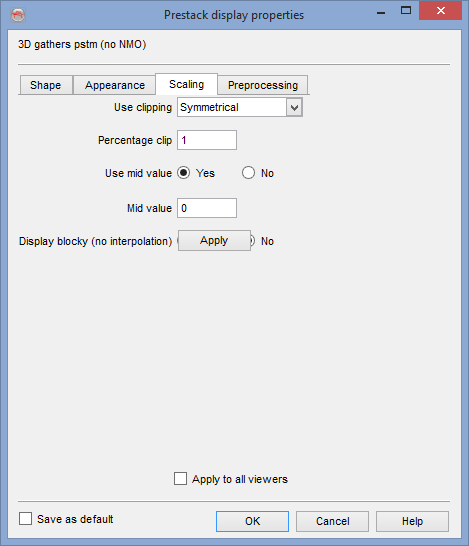 Prestack display properties
3D gathers pstm (no NMO)
Shape Appearance Scaling Preprocessing
Use clipping Symmetrical
Percentage clip 1
Use mid value Yes No
Mid value 0
Display blocky (no interpolation) Apply No
Apply to all viewers
Save as default OK Cancel Help